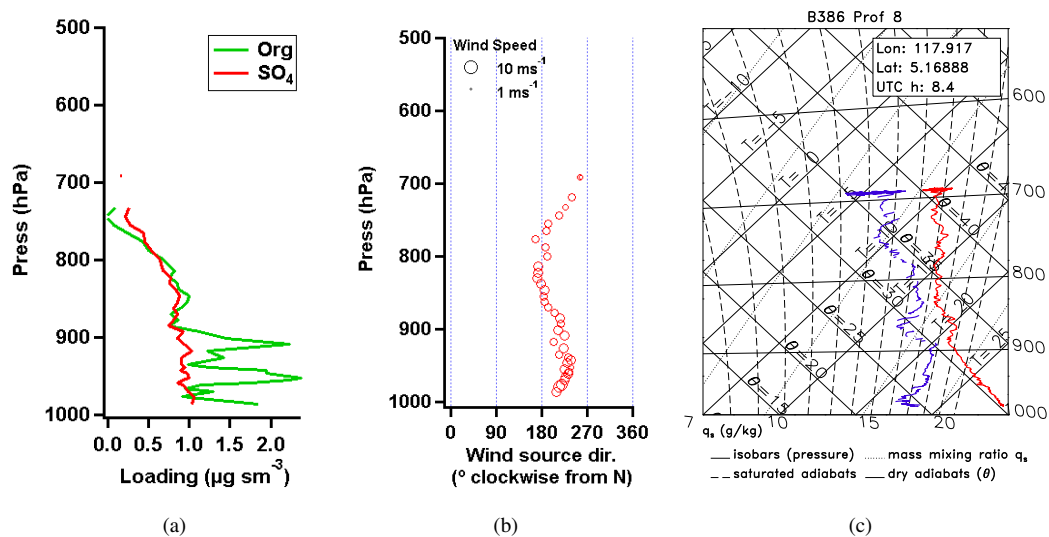 500
600
700
800
900
1000
Press (hPa)
Org
SO4
0.0
0.5
1.0
1.5
2.0
Loading (µg sm-3)
(a)
500
600
700
800
900
1000
Press (hPa)
Wind Speed
10 ms-1
1 ms-1
0
90
180
270
360
Wind source dir.
(º clockwise from N)
(b)
B386 Prof 8
Lon: 117.917
Lat: 5.16888
UTC h: 8.4
600
700
800
900
T=-10
T=-5
T= 0
T= 20
T= 25
θ=40
θ=35
θ=30
θ=25
θ=20
θ=15
7
10
15
20
qs (g/kg)
isobars (pressure)
mass mixing ratio qs
saturated adiabats
dry adiabats (θ)
(c)